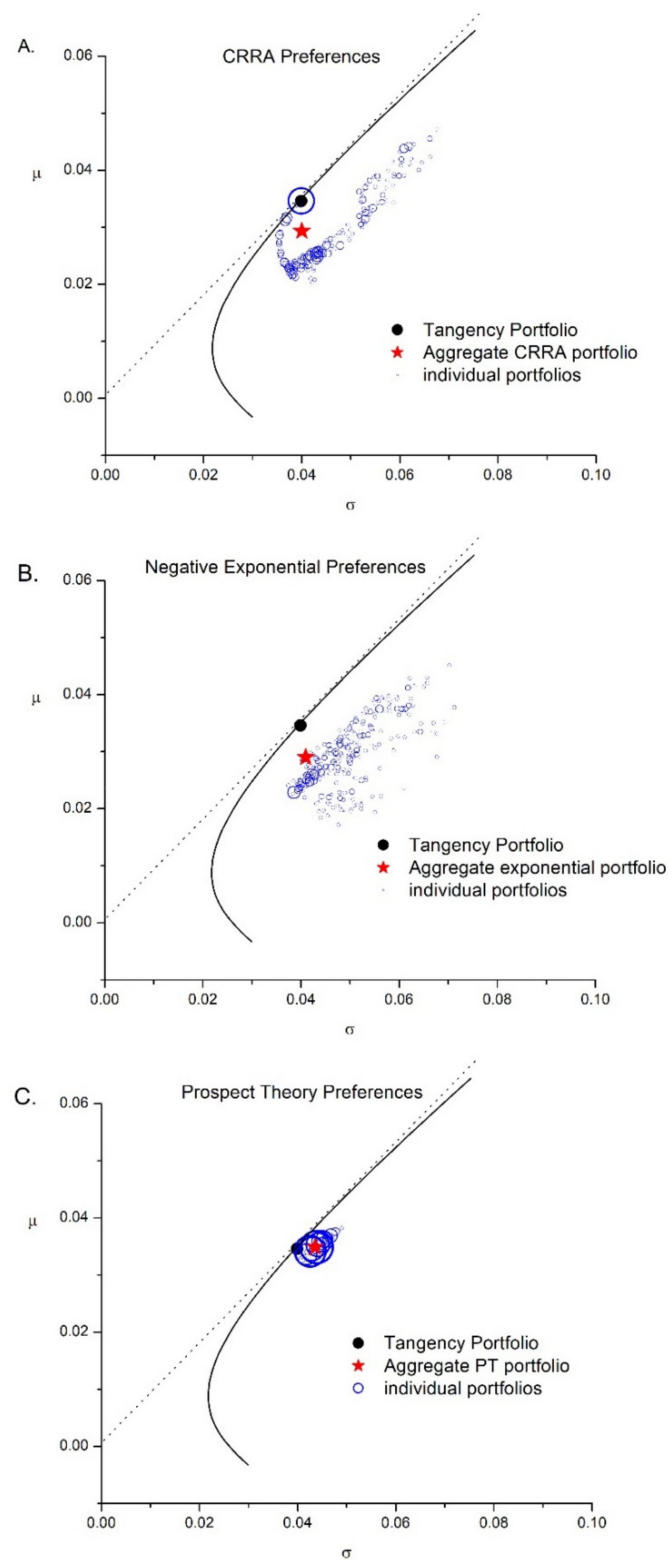 A.
CRRA Preferences
0.06
μ
0.04
0.02
Tangency Portfolio
Aggregate CRRA portfolio
individual portfolios
0.00
0.00 0.02 0.04 0.06 0.08 0.10
σ
B.
Negative Exponential Preferences
0.06
μ
0.04
0.02
Tangency Portfolio
Aggregate exponential portfolio
individual portfolios
0.00
0.00 0.02 0.04 0.06 0.08 0.10
σ
C.
Prospect Theory Preferences
0.06
μ
0.04
0.02
Tangency Portfolio
Aggregate PT portfolio
individual portfolios
0.00
0.00 0.02 0.04 0.06 0.08 0.10
σ